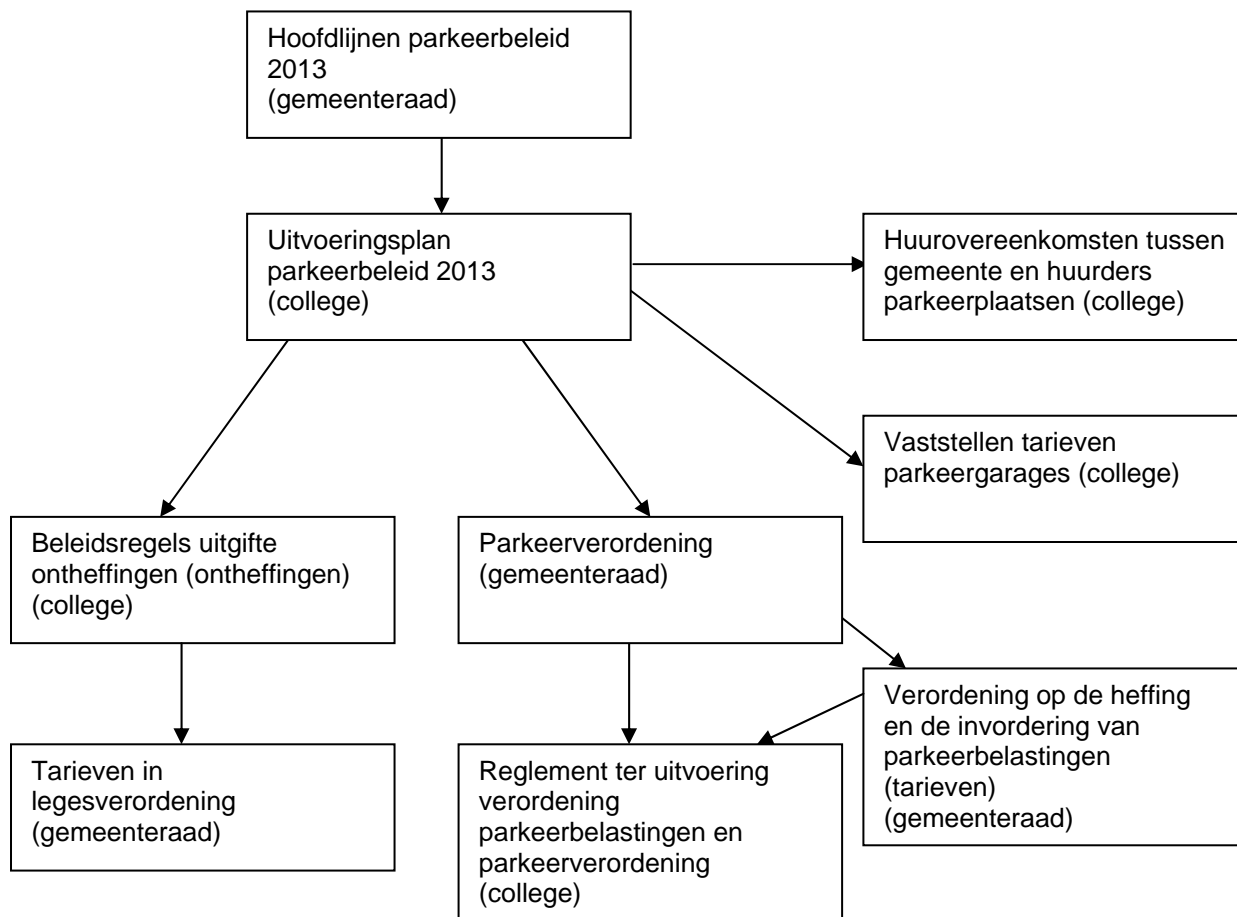 Hoofdlijnen parkeerbeleid
2013
(gemeenteraad)
Uitvoeringsplan
parkeerbeleid 2013
(college)
Huurovereenkomsten tussen
gemeente en huurders
parkeerplaatsen (college)
Vaststellen tarieven
parkeergarages (college)
Beleidsregels uitgifte
ontheffingen (ontheffingen)
(college)
Parkeerverordening
(gemeenteraad)
Verordening op de heffing
en de invordering van
parkeerbelastingen
(tarieven)
(gemeenteraad)
Tarieven in
legesverordening
(gemeenteraad)
Reglement ter uitvoering
verordening
parkeerbelastingen en
parkeerverordening
(college)